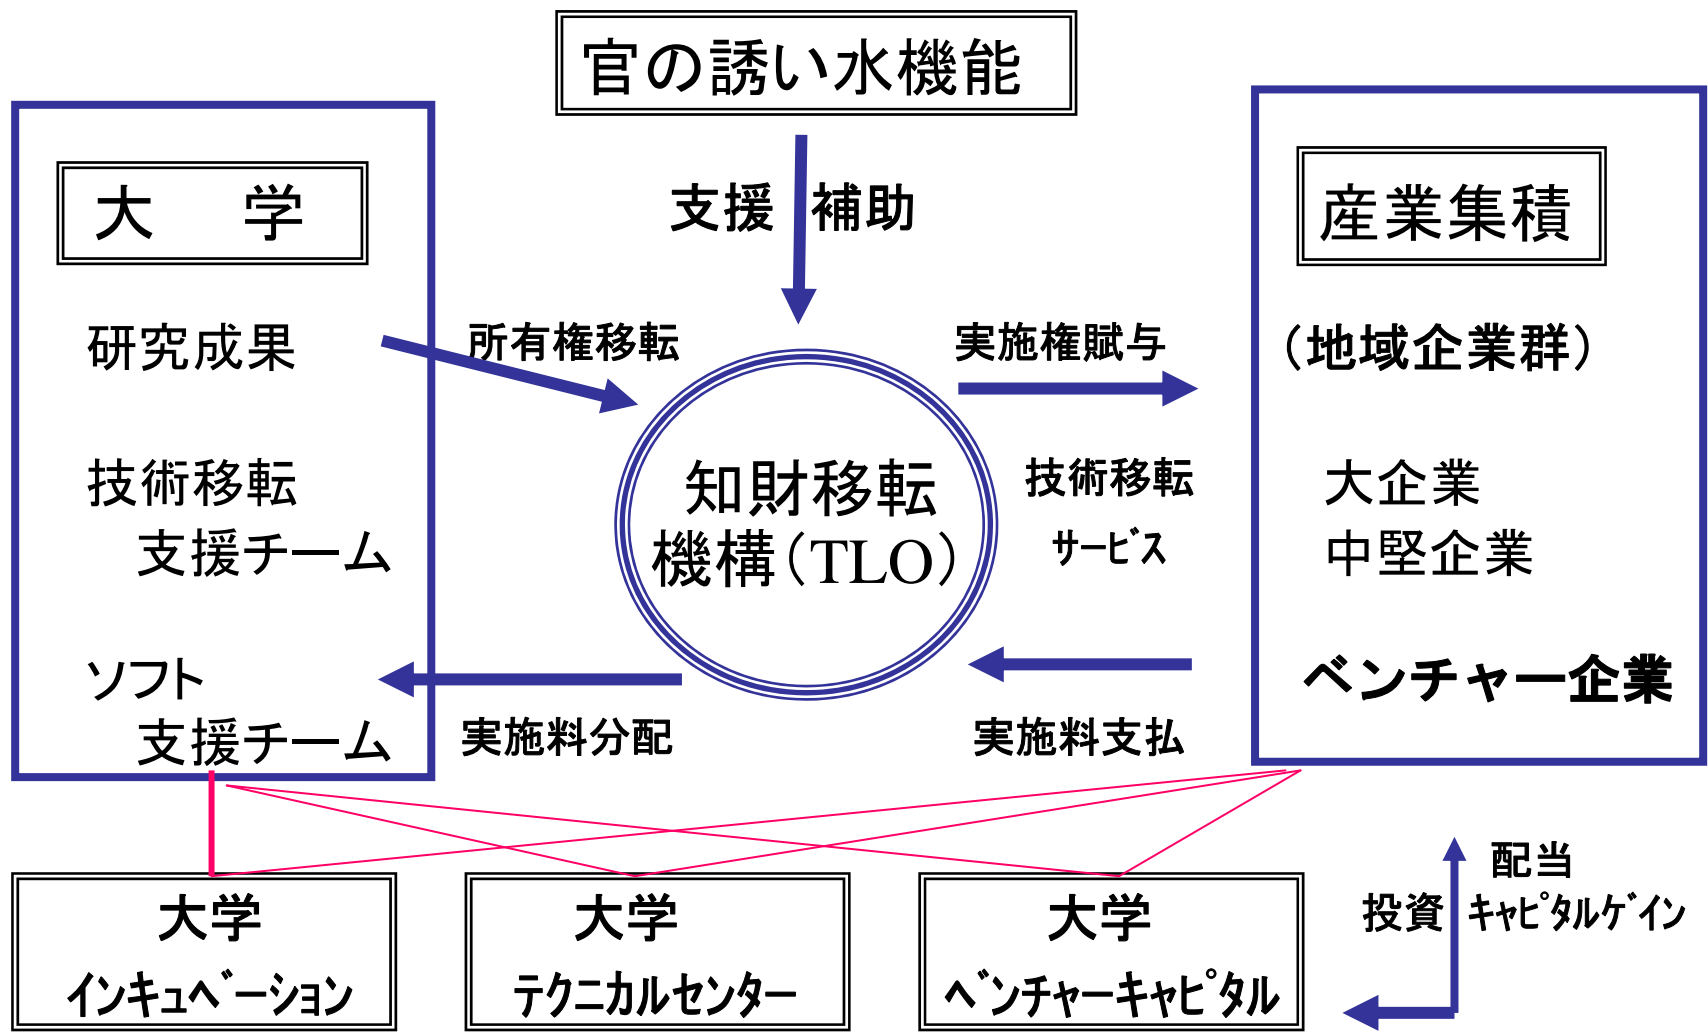 官の誘い水機能
支援 補助
大 学
研究成果
技術移転
支援チーム
ソフト
支援チーム
所有権移転
実施権賦与
知財移転
機構（TLO）
技術移転
ｻｰﾋﾞｽ
実施料分配
実施料支払
産業集積
（地域企業群）
大企業
中堅企業
ベンチャー企業
大学
ｲﾝｷｭﾍﾞｰｼｮﾝ
大学
ﾃｸﾆｶﾙｾﾝﾀｰ
大学
ﾍﾞﾝﾁｬｰｷｬﾋﾟﾀﾙ
配当
投資 ｷｬﾋﾟﾀﾙｹﾞｲﾝ